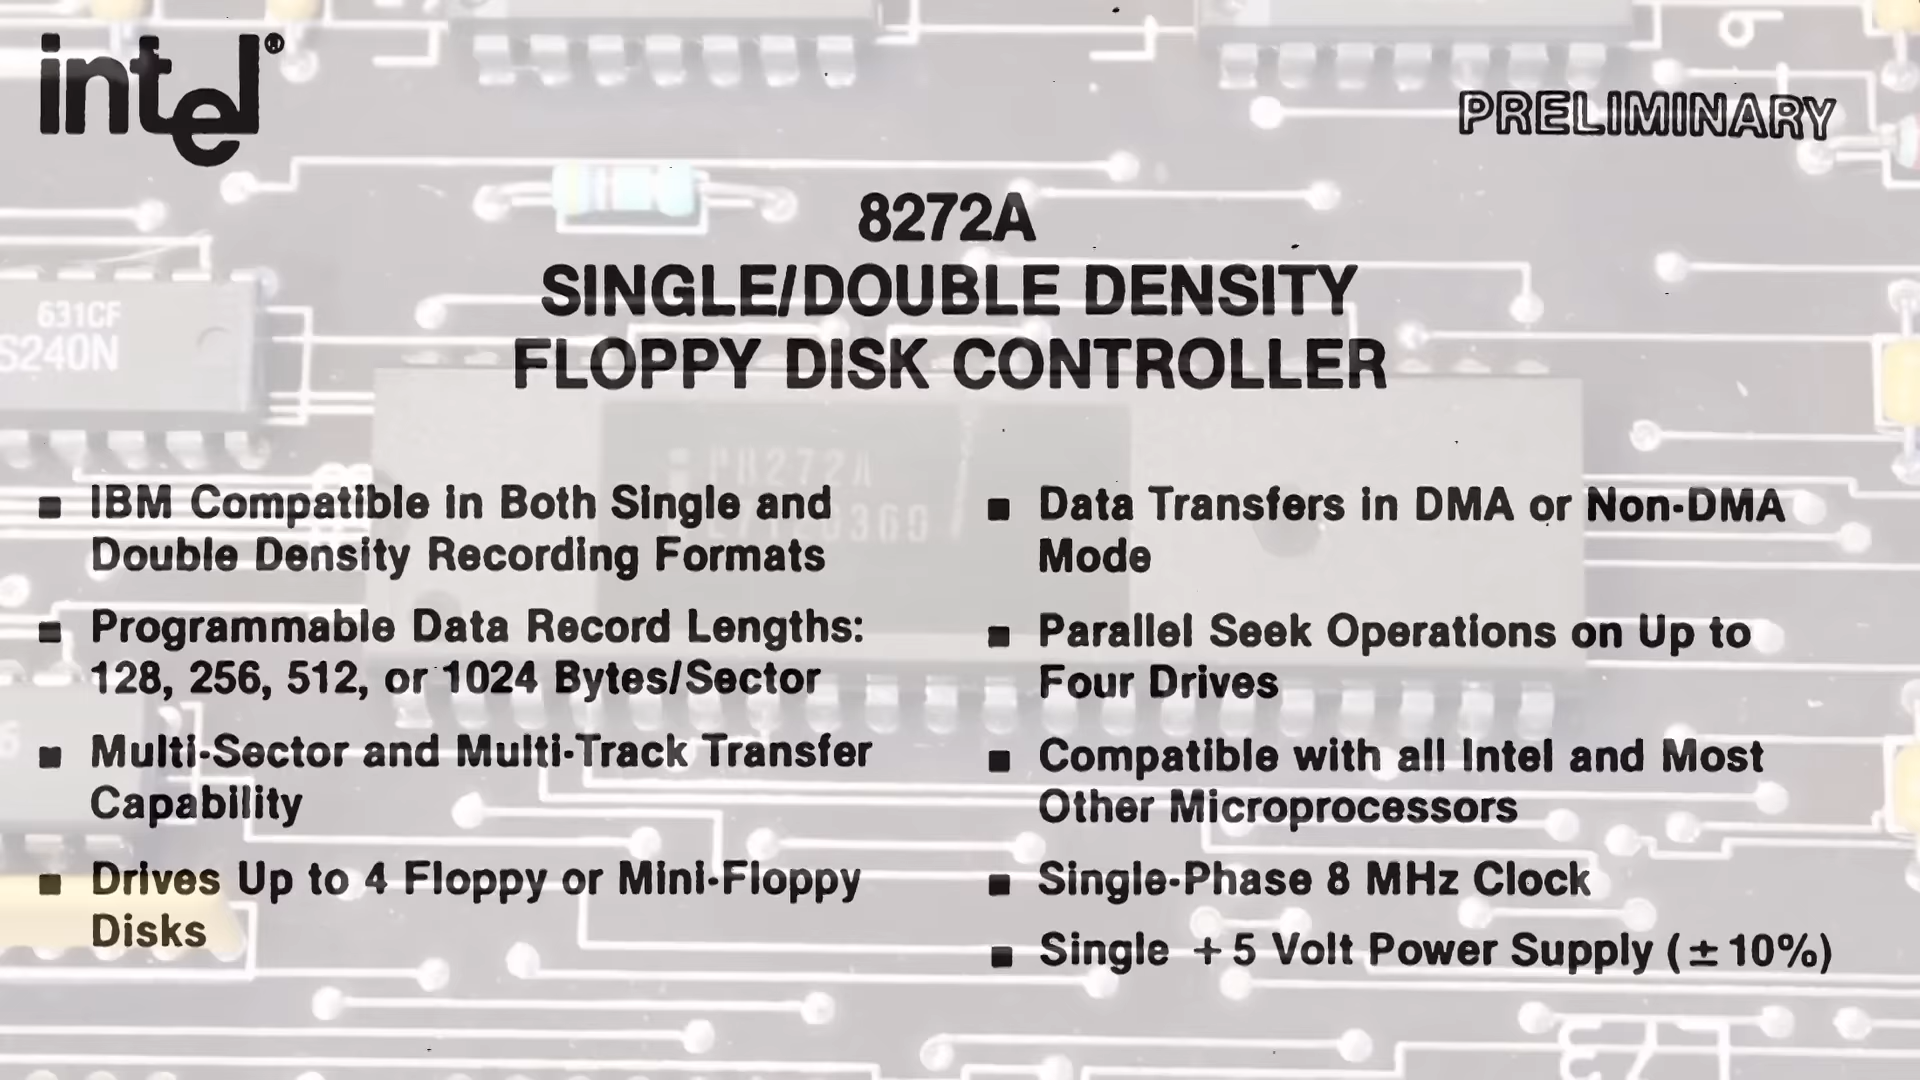 intel®
PRELIMINARY
8272A
SINGLE/DOUBLE DENSITY
FLOPPY DISK CONTROLLER
631CF
S240N
P8272A
■ IBM Compatible in Both Single and
Double Density Recording Formats
■ Programmable Data Record Lengths:
128, 256, 512, or 1024 Bytes/Sector
■ Multi-Sector and Multi-Track Transfer
Capability
■ Drives Up to 4 Floppy or Mini-Floppy
Disks
■ Data Transfers in DMA or Non-DMA
Mode
■ Parallel Seek Operations on Up to
Four Drives
■ Compatible with all Intel and Most
Other Microprocessors
■ Single-Phase 8 MHz Clock
■ Single +5 Volt Power Supply (±10%)